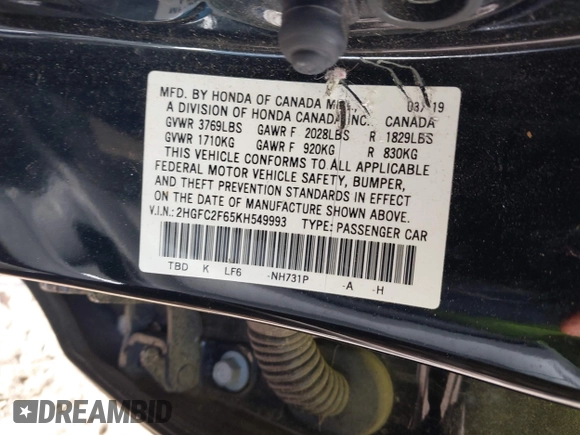 MFD. BY HONDA OF CANADA 03/19
A DIVISION OF HONDA CANADA INC. CANADA
GVWR 3769LBS GAWR F 2028LBS R 1829LBS
GVWR 1710KG GAWR F 920KG R 830KG
THIS VEHICLE CONFORMS TO ALL APPLICABLE
FEDERAL MOTOR VEHICLE SAFETY, BUMPER,
AND THEFT PREVENTION STANDARDS IN EFFECT
ON THE DATE OF MANUFACTURE SHOWN ABOVE.
V.I.N.: 2HGFC2F65KH549993 TYPE: PASSENGER CAR
TBD K LF6 -NH731P -A -H
DREAMBID